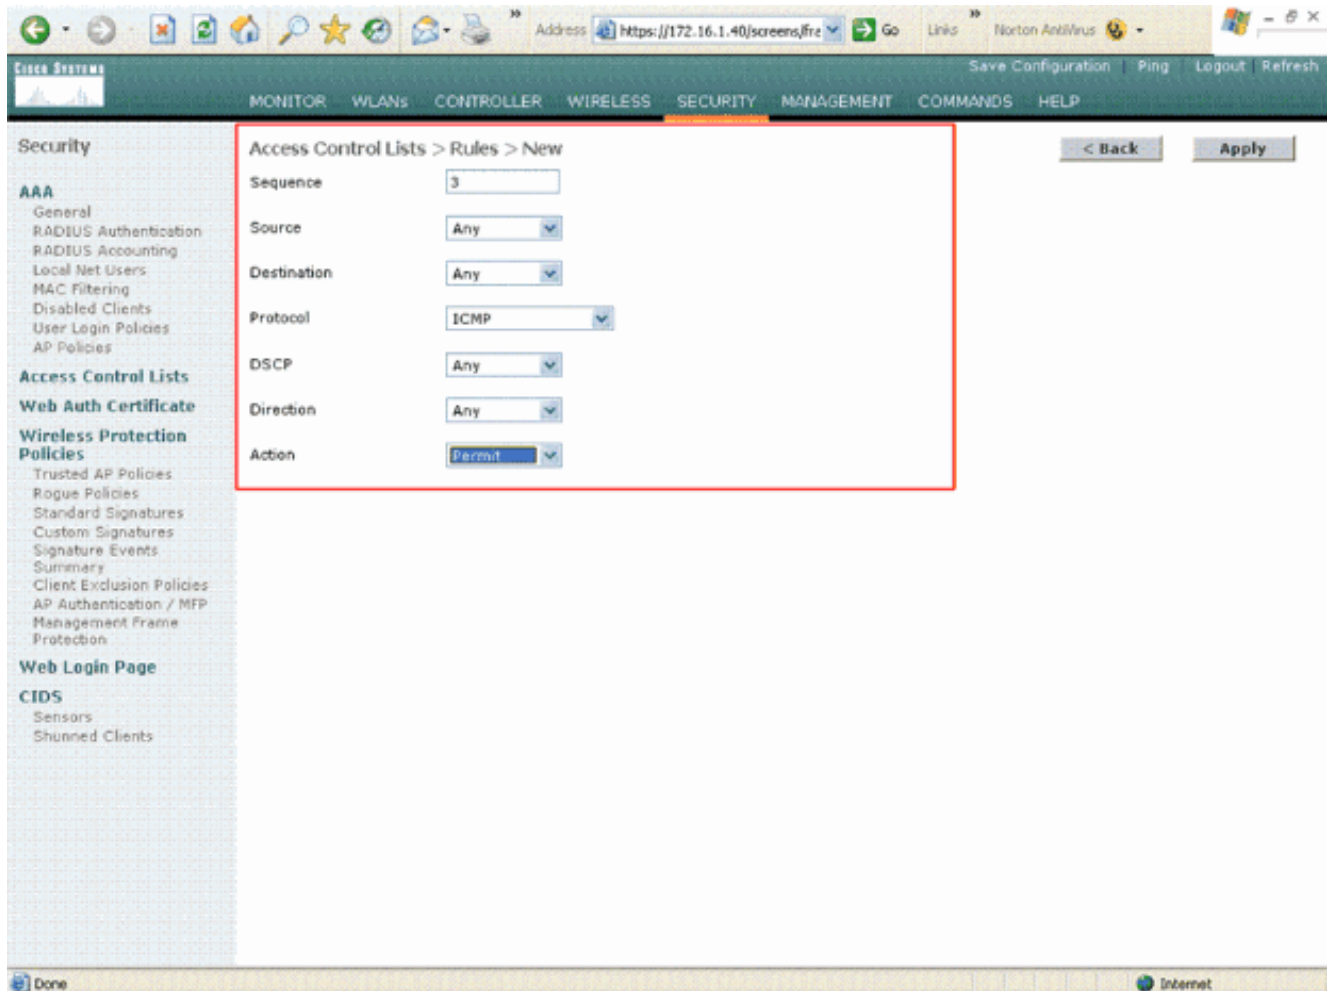 » Address https://172.16.1.40/screens/fra Go Links » Norton AntiVirus
CISCO SYSTEMS
Save Configuration | Ping | Logout | Refresh
MONITOR WLANs CONTROLLER WIRELESS SECURITY MANAGEMENT COMMANDS HELP
Security
AAA
General
RADIUS Authentication
RADIUS Accounting
Local Net Users
MAC Filtering
Disabled Clients
User Login Policies
AP Policies
Access Control Lists
Web Auth Certificate
Wireless Protection
Policies
Trusted AP Policies
Rogue Policies
Standard Signatures
Custom Signatures
Signature Events
Summary
Client Exclusion Policies
AP Authentication / MFP
Management Frame
Protection
Web Login Page
CIDS
Sensors
Shunned Clients
Access Control Lists > Rules > New
< Back Apply
Sequence 3
Source Any
Destination Any
Protocol ICMP
DSCP Any
Direction Any
Action Permit
Done Internet